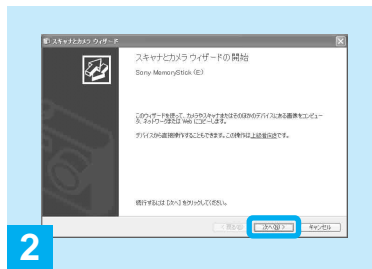 スキャナとカメラ ウィザード
スキャナとカメラ ウィザードの開始
Sony MemoryStick (E)
このウィザードを使って、カメラやスキャナまたはそのほかのデバイスにある画像をコンピュー
タ、ネットワークまたは Web にコピーします。
デバイスから直接操作することもできます。この操作は上級者向きです。
続行するには [次へ] をクリックしてください。
< 戻る(B) 次へ(N) > キャンセル
2